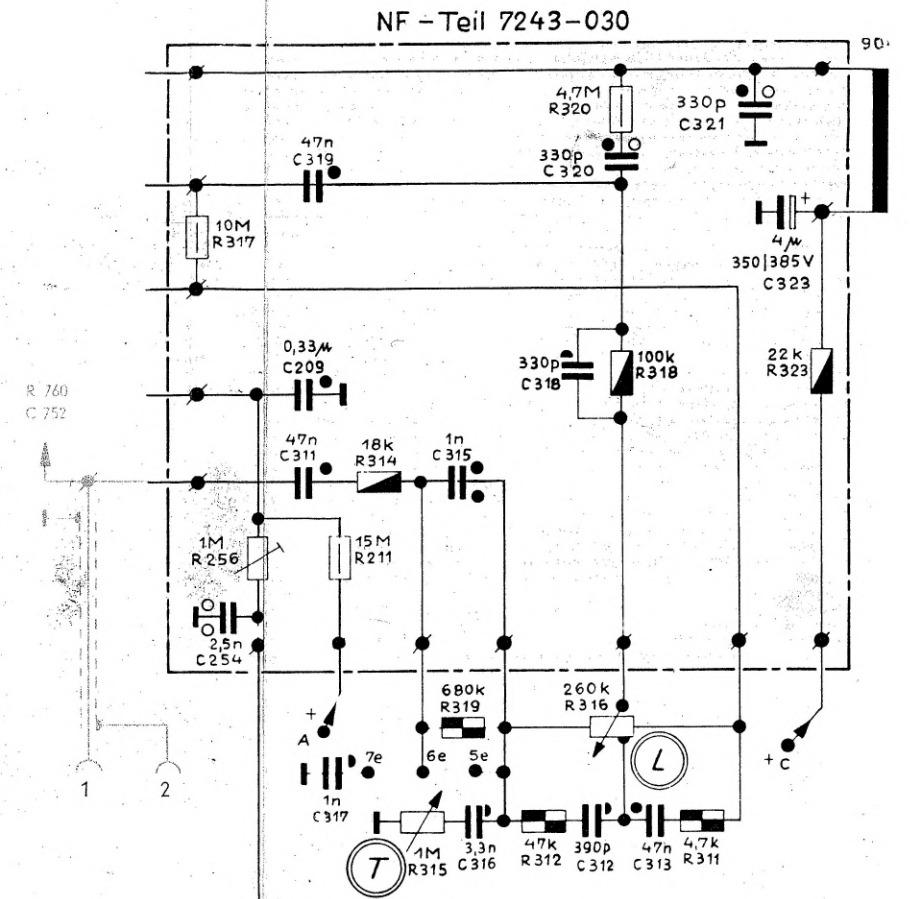 NF-Teil 7243-030
90
4,7M
R320
330p
C321
47n
C319
330p
C320
10M
R317
+
4µ
350|385V
C323
0,33µ
C209
330p
C318
100k
R318
22k
R323
R 760
C 752
47n
C311
18k
R314
1n
C315
1M
R256
15M
R211
2,5n
C254
680k
R319
260k
R316
+
A
7e
6e
5e
L
+C
1
2
1n
C317
T
1M
R315
3,3n
C316
47k
R312
390p
C312
47n
C313
4,7k
R311